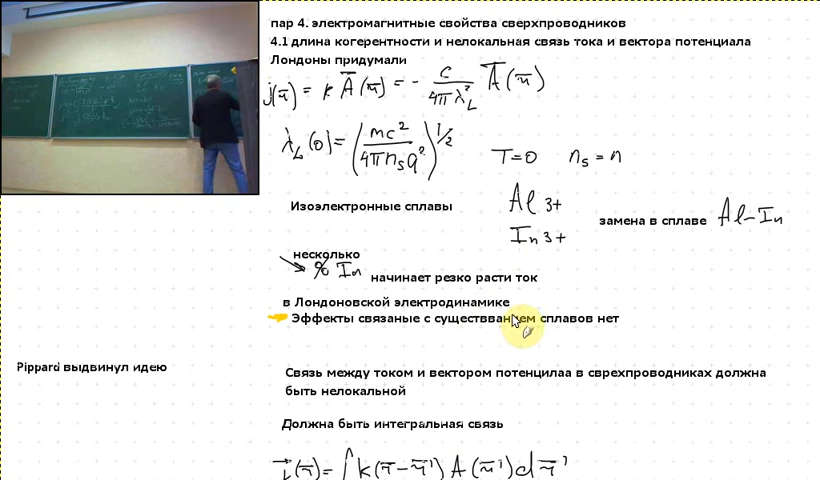 пар 4. электромагнитные свойства сверхпроводников
4.1 длина когерентности и нелокальная связь тока и вектора потенциала
Лондоны придумали
j(r̅) = k A̅(r̅) = - c/(4πλ_L²) A̅(r̅)
λ_L(0) = (mc²/(4πn_s q²))^1/2
T=0 n_s = n
Изоэлектронные сплавы Al 3+
In 3+ замена в сплаве Al-In
несколько
% In начинает резко расти ток
в Лондоновской электродинамике
Эффекты связаные с существванием сплавов нет
Pippard выдвинул идею
Связь между током и вектором потенцилаа в сврехпроводниках должна
быть нелокальной
Должна быть интегральная связь
j⃗(r̅) = ∫K(r̅-r̅') A(r̅')dr̅'